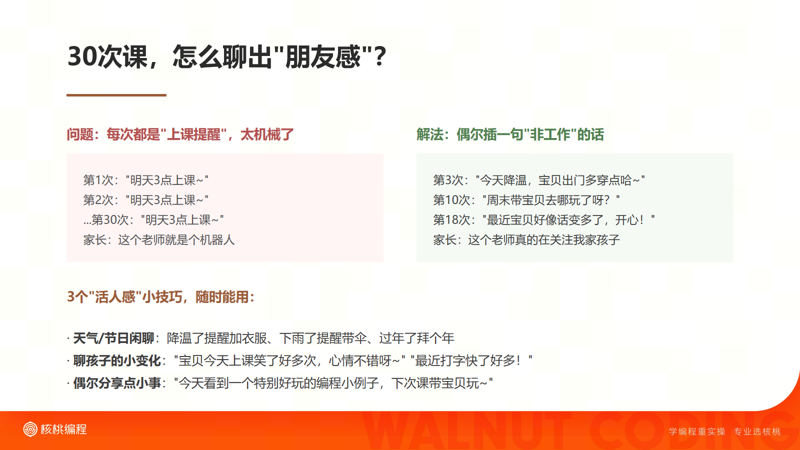 30次课，怎么聊出"朋友感"？
问题：每次都是"上课提醒"，太机械了
第1次："明天3点上课~"
第2次："明天3点上课~"
...第30次："明天3点上课~"
家长：这个老师就是个机器人
解法：偶尔插一句"非工作"的话
第3次："今天降温，宝贝出门多穿点哈~"
第10次："周末带宝贝去哪玩了呀？"
第18次："最近宝贝好像话变多了，开心！"
家长：这个老师真的在关注我家孩子
3个"活人感"小技巧，随时能用：
· 天气/节日闲聊：降温了提醒加衣服、下雨了提醒带伞、过年了拜个年
· 聊孩子的小变化："宝贝今天上课笑了好多次，心情不错呀~" "最近打字快了好多！"
· 偶尔分享点小事："今天看到一个特别好玩的编程小例子，下次课带宝贝玩~"
核桃编程
WALNUT CODING
学编程重实操 专业选核桃